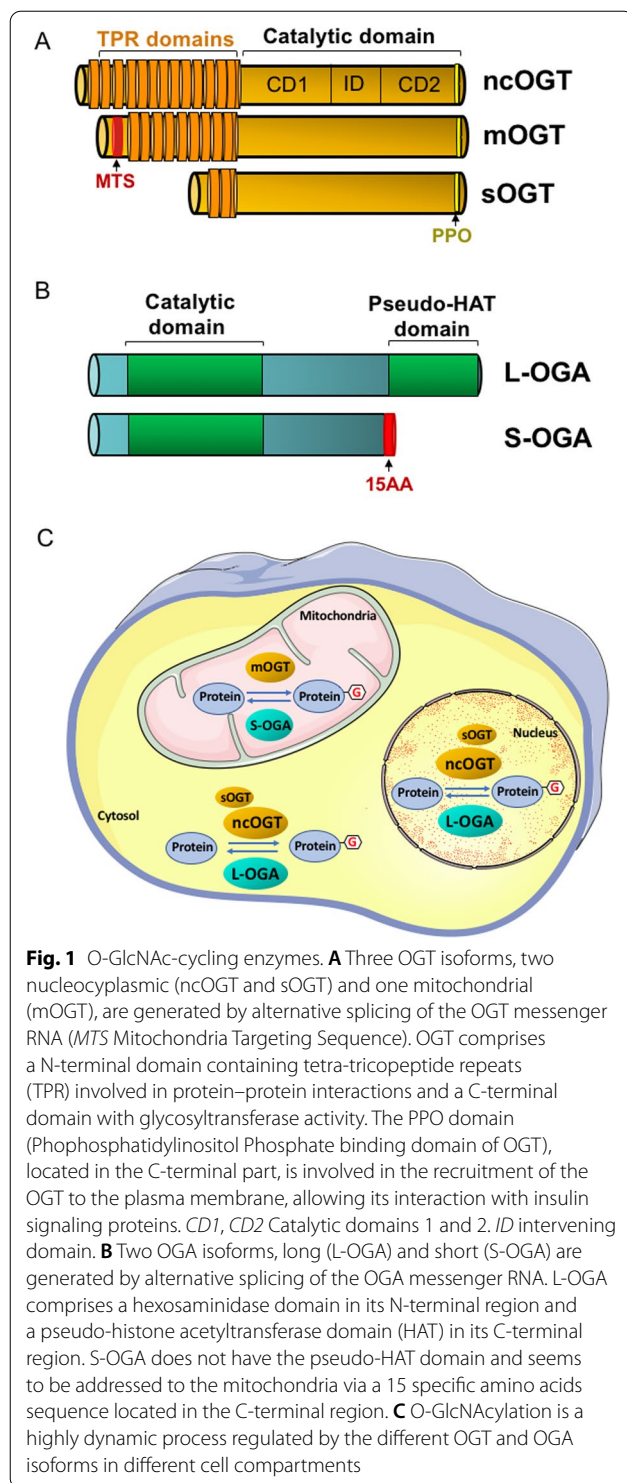 A
TPR domains
Catalytic domain
CD1
ID
CD2
ncOGT
mOGT
MTS
sOGT
PPO
B
Catalytic
domain
Pseudo-HAT
domain
L-OGA
S-OGA
15AA
C
Mitochondria
mOGT
Protein
Protein
G
S-OGA
Nucleus
sOGT
ncOGT
Protein
Protein
G
L-OGA
Cytosol
sOGT
ncOGT
Protein
Protein
G
L-OGA
Fig. 1 O-GlcNAc-cycling enzymes. A Three OGT isoforms, two
nucleocyplasmic (ncOGT and sOGT) and one mitochondrial
(mOGT), are generated by alternative splicing of the OGT messenger
RNA (MTS Mitochondria Targeting Sequence). OGT comprises
a N-terminal domain containing tetra-tricopeptide repeats
(TPR) involved in protein–protein interactions and a C-terminal
domain with glycosyltransferase activity. The PPO domain
(Phophosphatidylinositol Phosphate binding domain of OGT),
located in the C-terminal part, is involved in the recruitment of the
OGT to the plasma membrane, allowing its interaction with insulin
signaling proteins. CD1, CD2 Catalytic domains 1 and 2. ID intervening
domain. B Two OGA isoforms, long (L-OGA) and short (S-OGA) are
generated by alternative splicing of the OGA messenger RNA. L-OGA
comprises a hexosaminidase domain in its N-terminal region and
a pseudo-histone acetyltransferase domain (HAT) in its C-terminal
region. S-OGA does not have the pseudo-HAT domain and seems
to be addressed to the mitochondria via a 15 specific amino acids
sequence located in the C-terminal region. C O-GlcNAcylation is a
highly dynamic process regulated by the different OGT and OGA
isoforms in different cell compartments